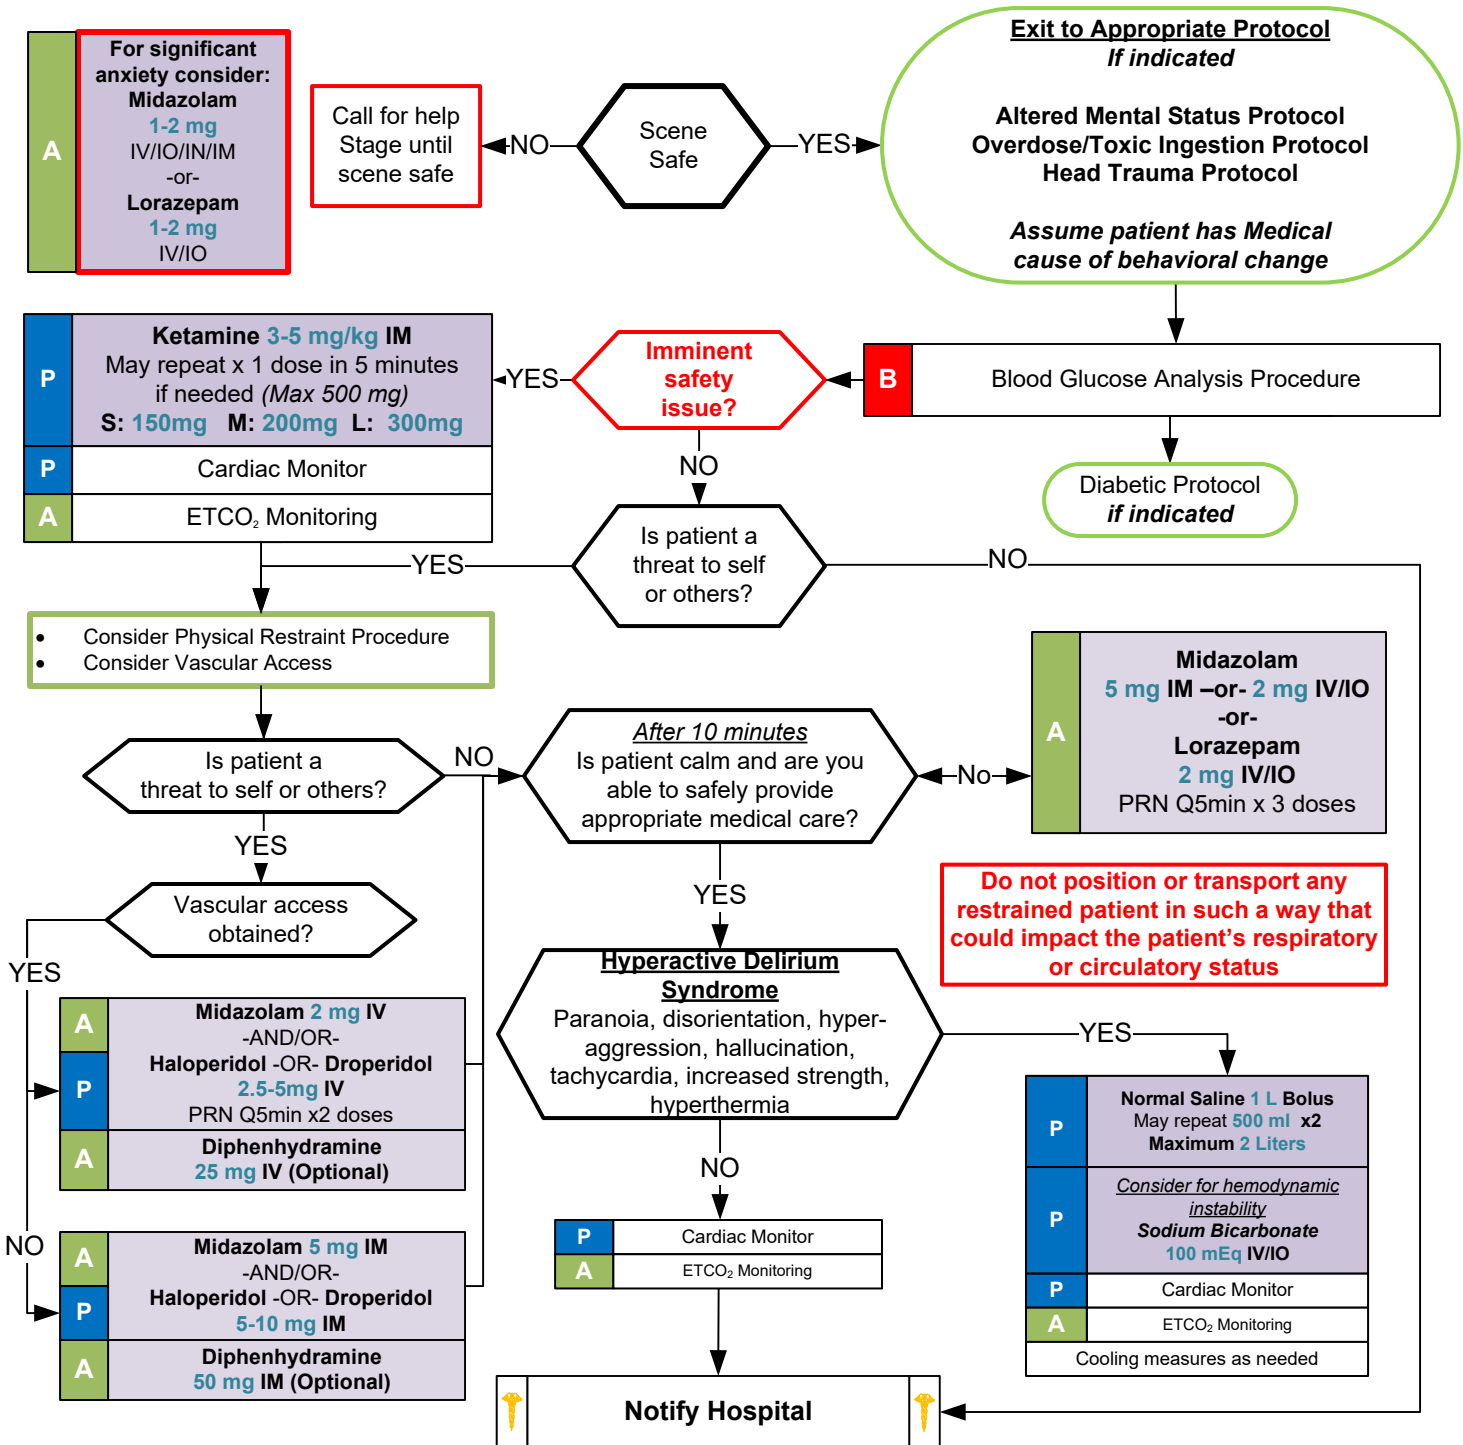 For significant
anxiety consider:
Midazolam
1-2 mg
IV/IO/IN/IM
-or-
Lorazepam
1-2 mg
IV/IO
A
Call for help
Stage until
scene safe
NO
Scene
Safe
YES
Exit to Appropriate Protocol
If indicated
Altered Mental Status Protocol
Overdose/Toxic Ingestion Protocol
Head Trauma Protocol
Assume patient has Medical
cause of behavioral change
P
Ketamine 3-5 mg/kg IM
May repeat x 1 dose in 5 minutes
if needed (Max 500 mg)
S: 150mg M: 200mg L: 300mg
P
Cardiac Monitor
A
ETCO₂ Monitoring
YES
Imminent
safety
issue?
B
Blood Glucose Analysis Procedure
NO
Diabetic Protocol
if indicated
Is patient a
threat to self
or others?
YES
NO
• Consider Physical Restraint Procedure
• Consider Vascular Access
A
Midazolam
5 mg IM –or- 2 mg IV/IO
-or-
Lorazepam
2 mg IV/IO
PRN Q5min x 3 doses
Is patient a
threat to self or others?
NO
After 10 minutes
Is patient calm and are you
able to safely provide
appropriate medical care?
No
YES
YES
Vascular access
obtained?
Do not position or transport any
restrained patient in such a way that
could impact the patient's respiratory
or circulatory status
YES
Hyperactive Delirium
Syndrome
Paranoia, disorientation, hyper-
aggression, hallucination,
tachycardia, increased strength,
hyperthermia
YES
A
P
Midazolam 2 mg IV
-AND/OR-
Haloperidol -OR- Droperidol
2.5-5mg IV
PRN Q5min x2 doses
A
Diphenhydramine
25 mg IV (Optional)
P
Normal Saline 1 L Bolus
May repeat 500 ml x2
Maximum 2 Liters
P
Consider for hemodynamic
instability
Sodium Bicarbonate
100 mEq IV/IO
P
Cardiac Monitor
A
ETCO₂ Monitoring
Cooling measures as needed
NO
P
Cardiac Monitor
A
ETCO₂ Monitoring
NO
A
P
Midazolam 5 mg IM
-AND/OR-
Haloperidol -OR- Droperidol
5-10 mg IM
A
Diphenhydramine
50 mg IM (Optional)
Notify Hospital